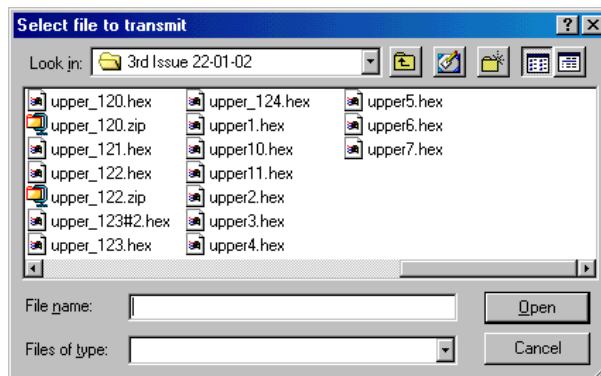 Select file to transmit
Look in: 3rd Issue 22-01-02
upper_120.hex
upper_120.zip
upper_121.hex
upper_122.hex
upper_122.zip
upper_123#2.hex
upper_123.hex
upper_124.hex
upper1.hex
upper10.hex
upper11.hex
upper2.hex
upper3.hex
upper4.hex
upper5.hex
upper6.hex
upper7.hex
File name:
Open
Files of type:
Cancel